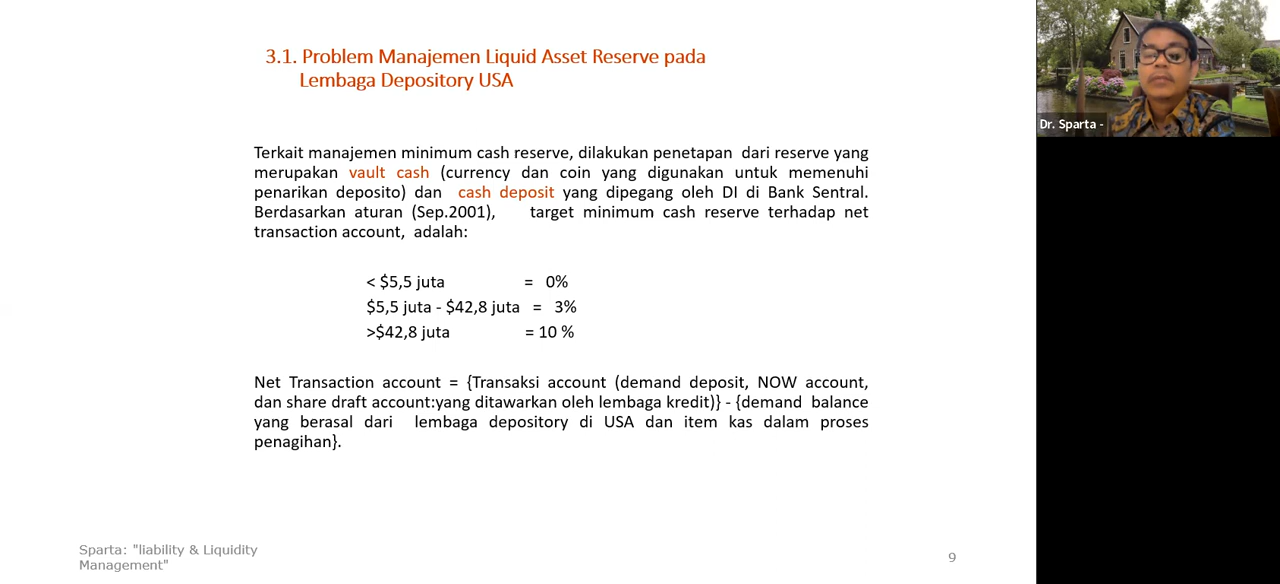 3.1. Problem Manajemen Liquid Asset Reserve pada
Lembaga Depository USA
Terkait manajemen minimum cash reserve, dilakukan penetapan dari reserve yang
merupakan vault cash (currency dan coin yang digunakan untuk memenuhi
penarikan deposito) dan cash deposit yang dipegang oleh DI di Bank Sentral.
Berdasarkan aturan (Sep.2001), target minimum cash reserve terhadap net
transaction account, adalah:
< $5,5 juta = 0%
$5,5 juta - $42,8 juta = 3%
>$42,8 juta = 10 %
Net Transaction account = {Transaksi account (demand deposit, NOW account,
dan share draft account:yang ditawarkan oleh lembaga kredit)} - {demand balance
yang berasal dari lembaga depository di USA dan item kas dalam proses
penagihan}.
Sparta: "liability & Liquidity
Management"
9
Dr. Sparta -